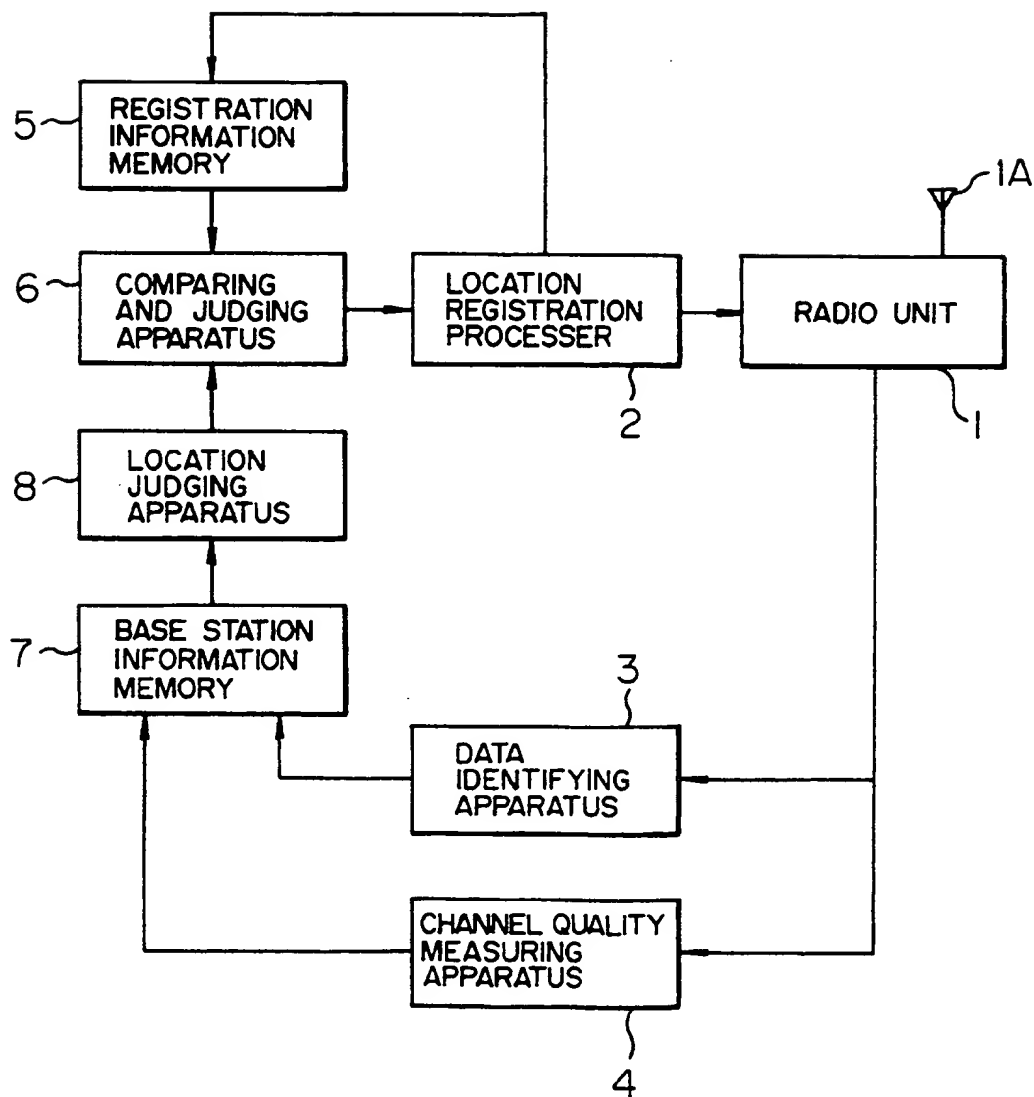 5
REGISTRATION
INFORMATION
MEMORY
1A
6
COMPARING
AND JUDGING
APPARATUS
LOCATION
REGISTRATION
PROCESSER
2
RADIO UNIT
1
8
LOCATION
JUDGING
APPARATUS
7
BASE STATION
INFORMATION
MEMORY
3
DATA
IDENTIFYING
APPARATUS
CHANNEL QUALITY
MEASURING
APPARATUS
4